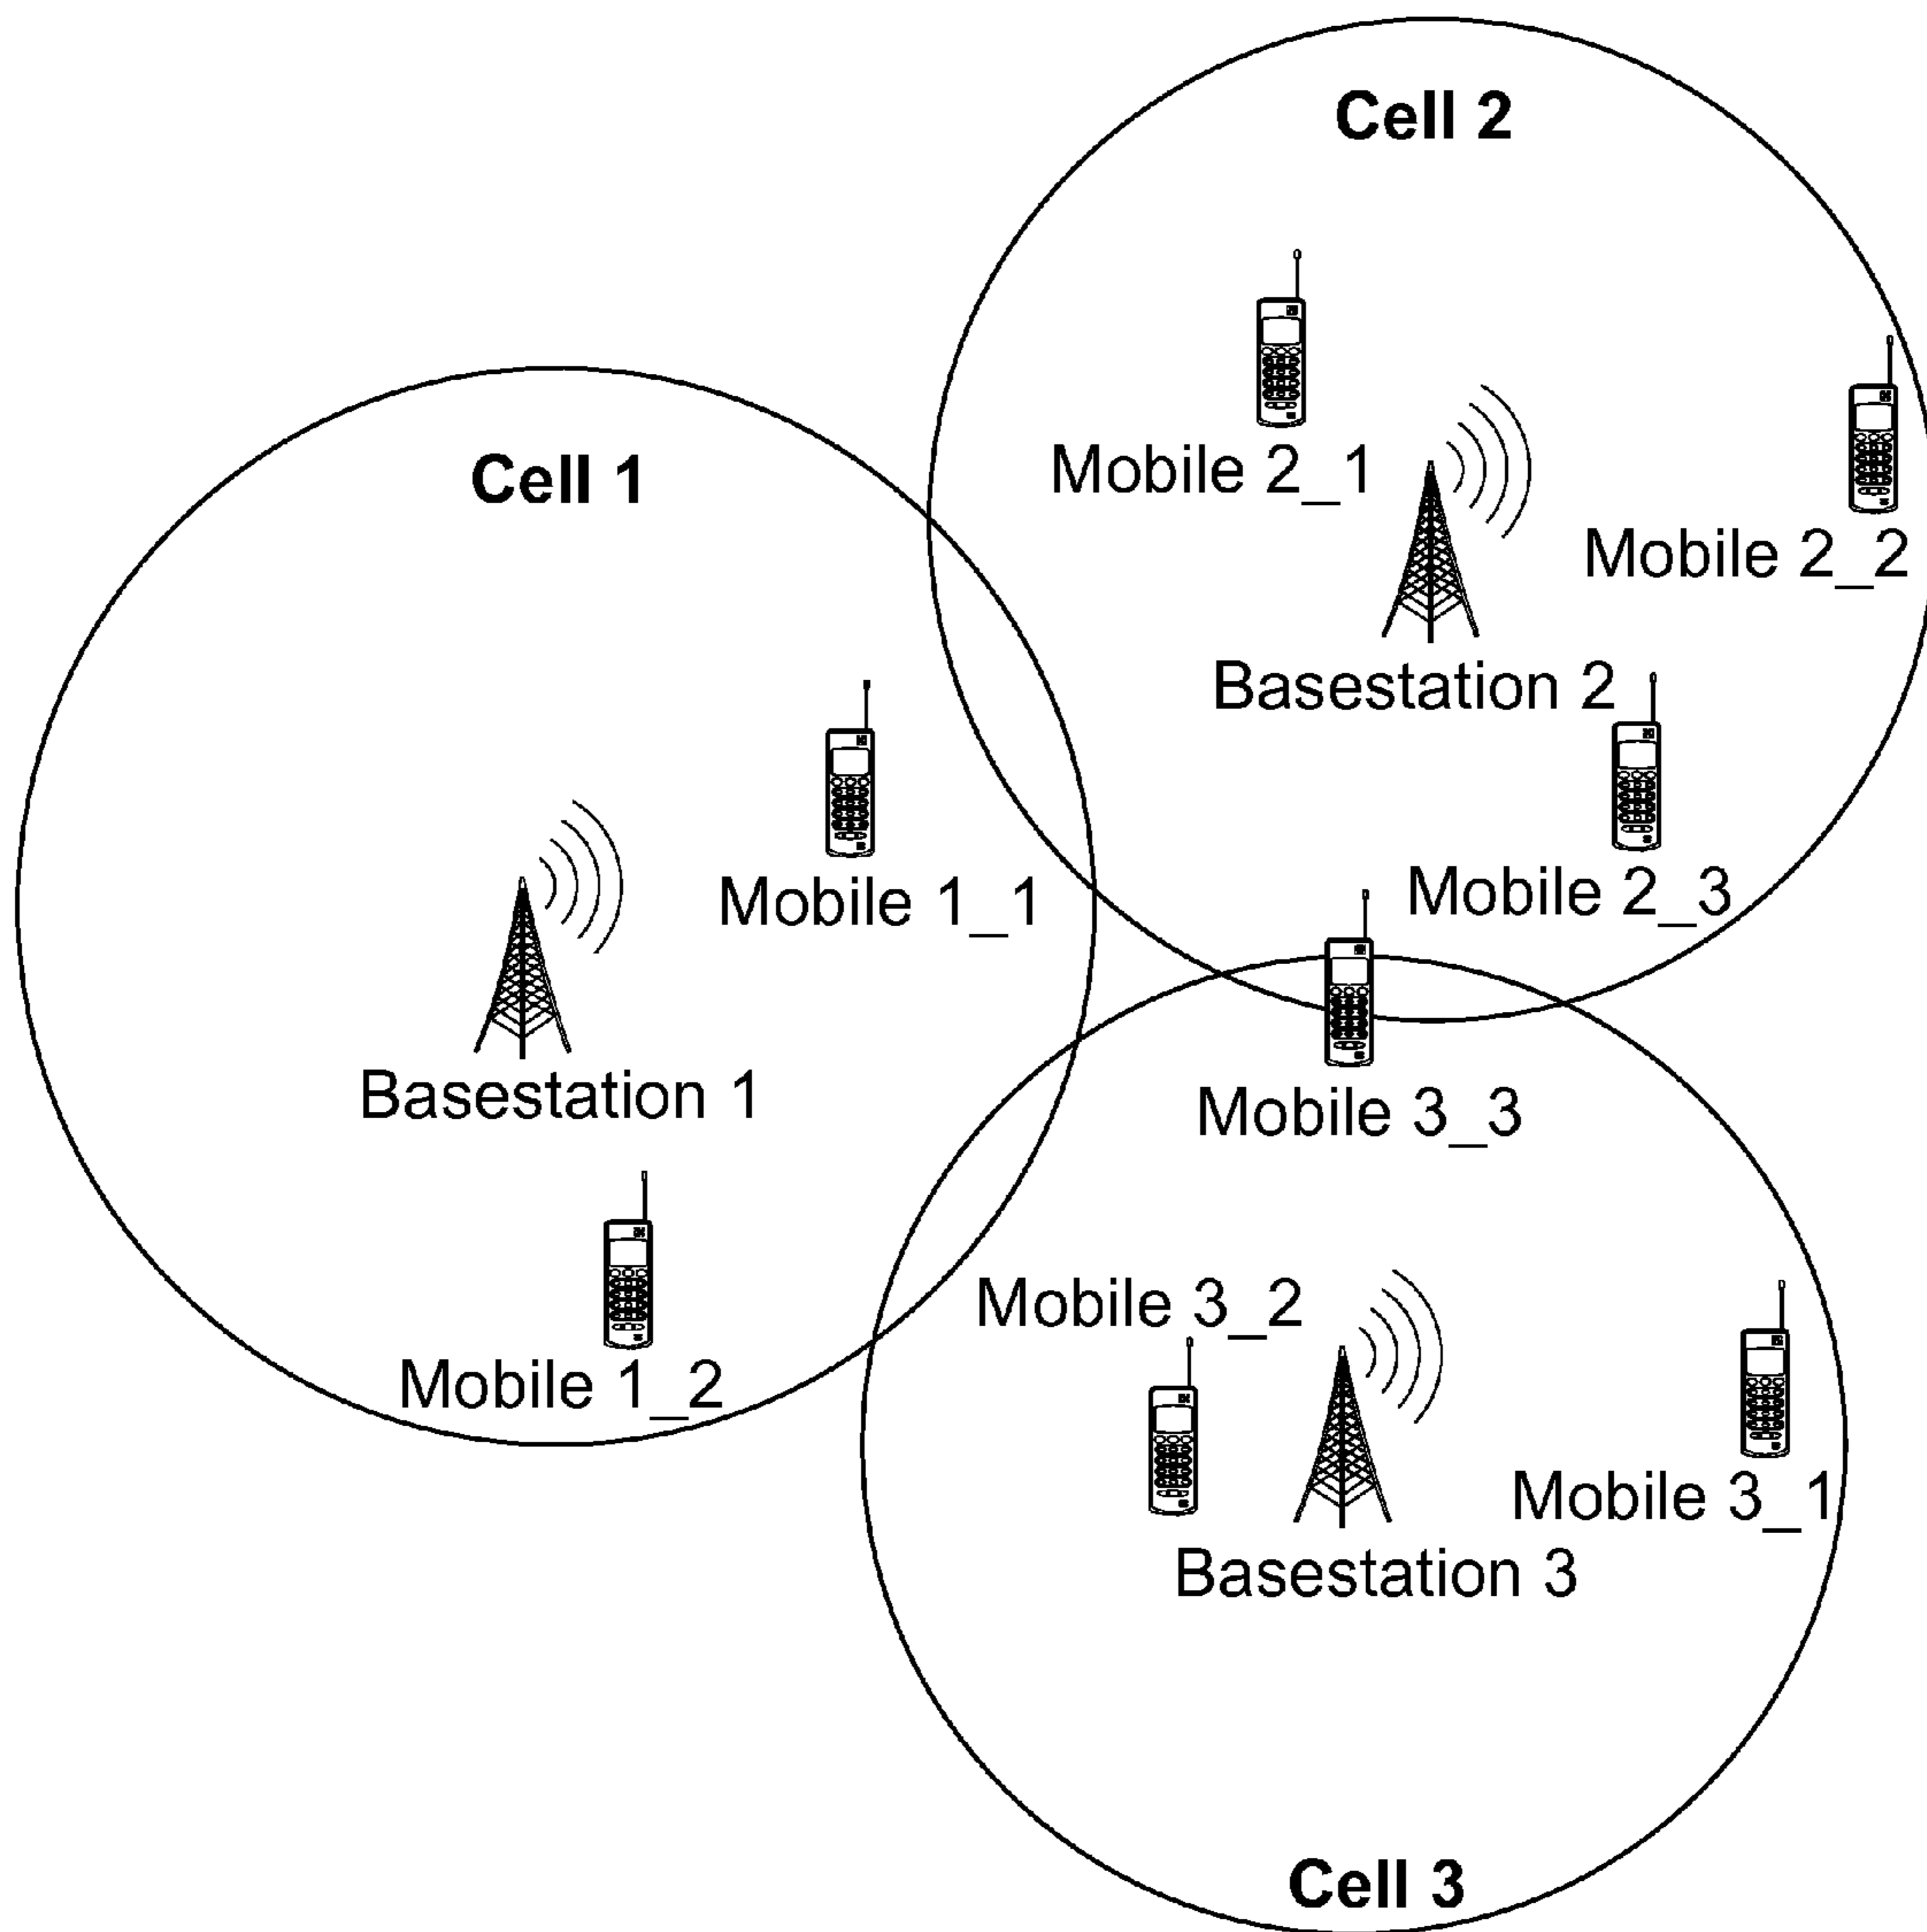 Cell 2
Cell 1
Mobile 2_1
Mobile 2_2
Basestation 2
Mobile 1_1
Mobile 2_3
Basestation 1
Mobile 3_3
Mobile 3_2
Mobile 1_2
Mobile 3_1
Basestation 3
Cell 3